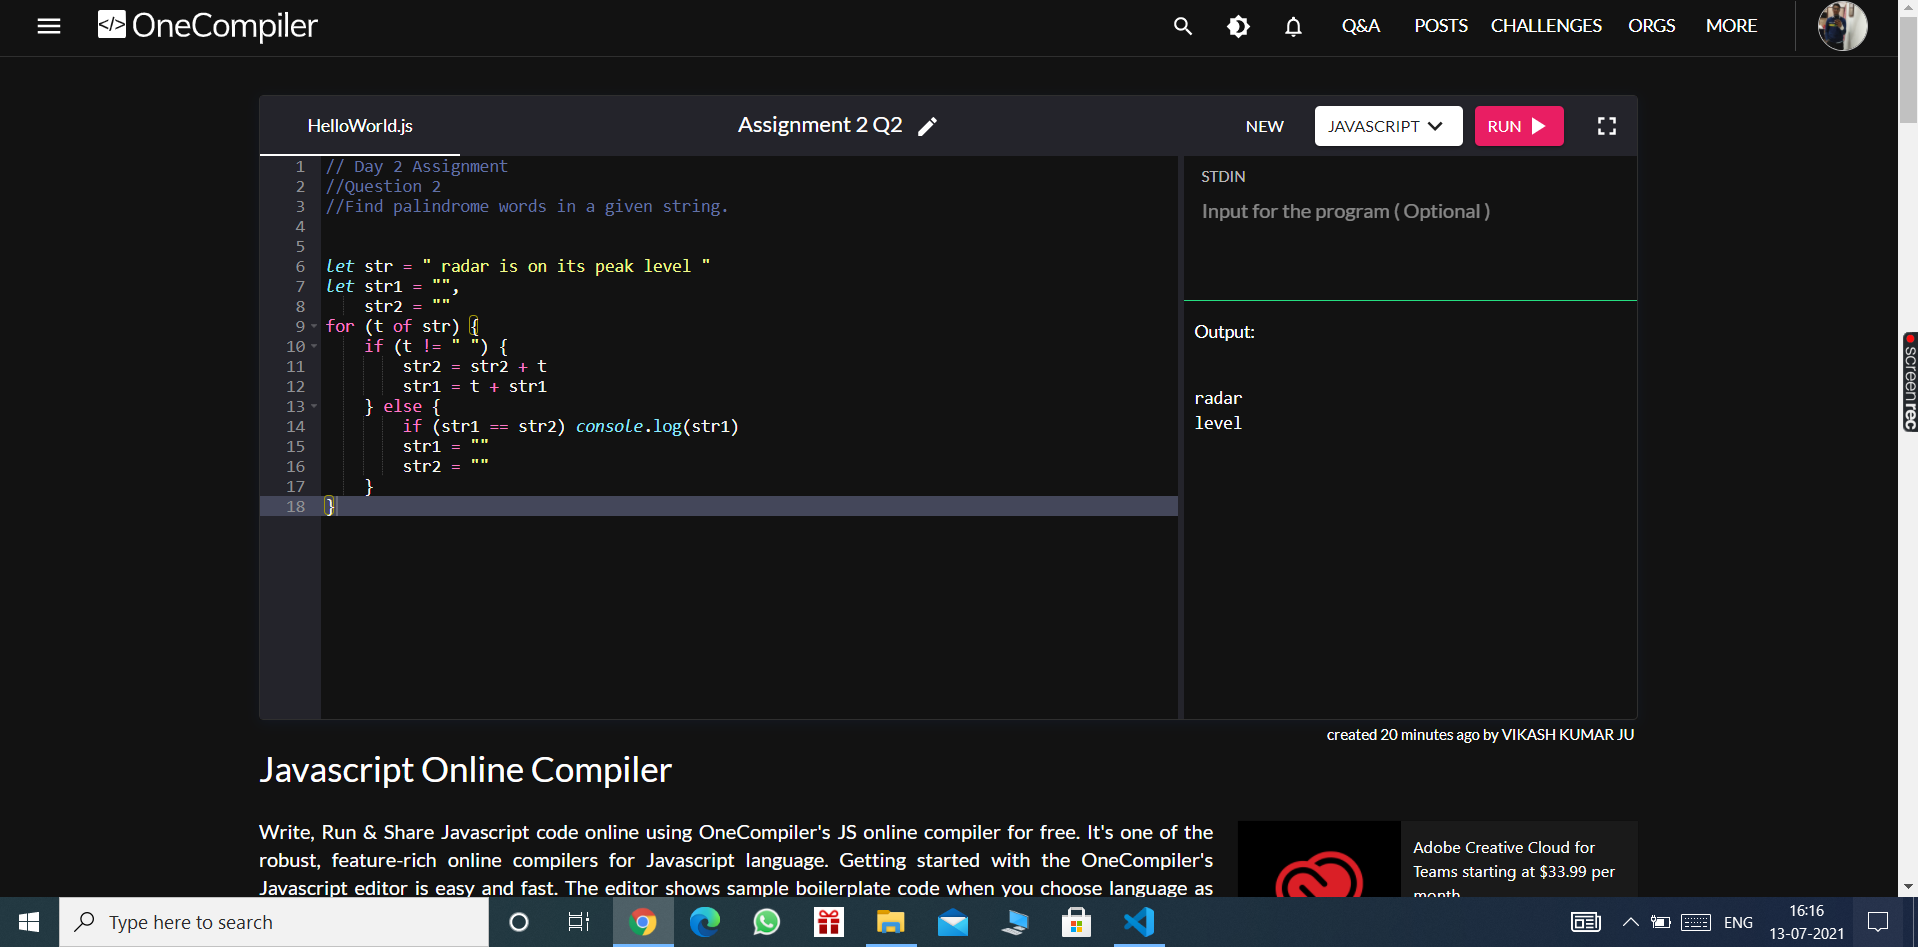 </> OneCompiler
Q&A POSTS CHALLENGES ORGS MORE
HelloWorld.js
Assignment 2 Q2
NEW
JAVASCRIPT
RUN
1 // Day 2 Assignment
2 //Question 2
3 //Find palindrome words in a given string.
4
5
6 let str = " radar is on its peak level "
7 let str1 = "",
8     str2 = ""
9 for (t of str) {
10     if (t != " ") {
11         str2 = str2 + t
12         str1 = t + str1
13     } else {
14         if (str1 == str2) console.log(str1)
15         str1 = ""
16         str2 = ""
17     }
18 }
STDIN
Input for the program ( Optional )
Output:
radar
level
created 20 minutes ago by VIKASH KUMAR JU
screenrec
Javascript Online Compiler
Write, Run & Share Javascript code online using OneCompiler's JS online compiler for free. It's one of the
robust, feature-rich online compilers for Javascript language. Getting started with the OneCompiler's
Javascript editor is easy and fast. The editor shows sample boilerplate code when you choose language as
Adobe Creative Cloud for
Teams starting at $33.99 per
month
Type here to search
ENG
16:16
13-07-2021